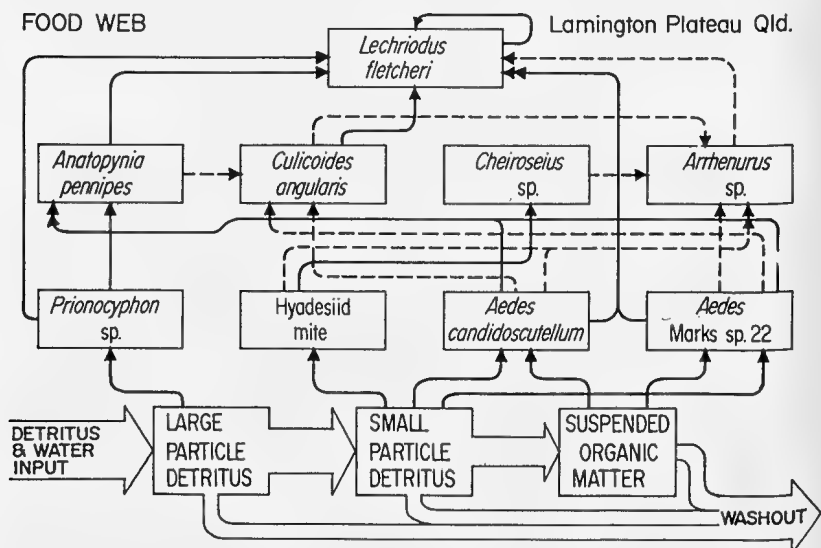 FOOD WEB
Lamington Plateau Qld.
Lechriodus
fletcheri
Anatopynia
pennipes
Culicoides
angularis
Cheiroseius
sp.
Arrhenurus
sp.
Prionocyphon
sp.
Hyadesiid
mite
Aedes
candidoscutellum
Aedes
Marks sp. 22
DETRITUS
& WATER
INPUT
LARGE
PARTICLE
DETRITUS
SMALL
PARTICLE
DETRITUS
SUSPENDED
ORGANIC
MATTER
WASHOUT